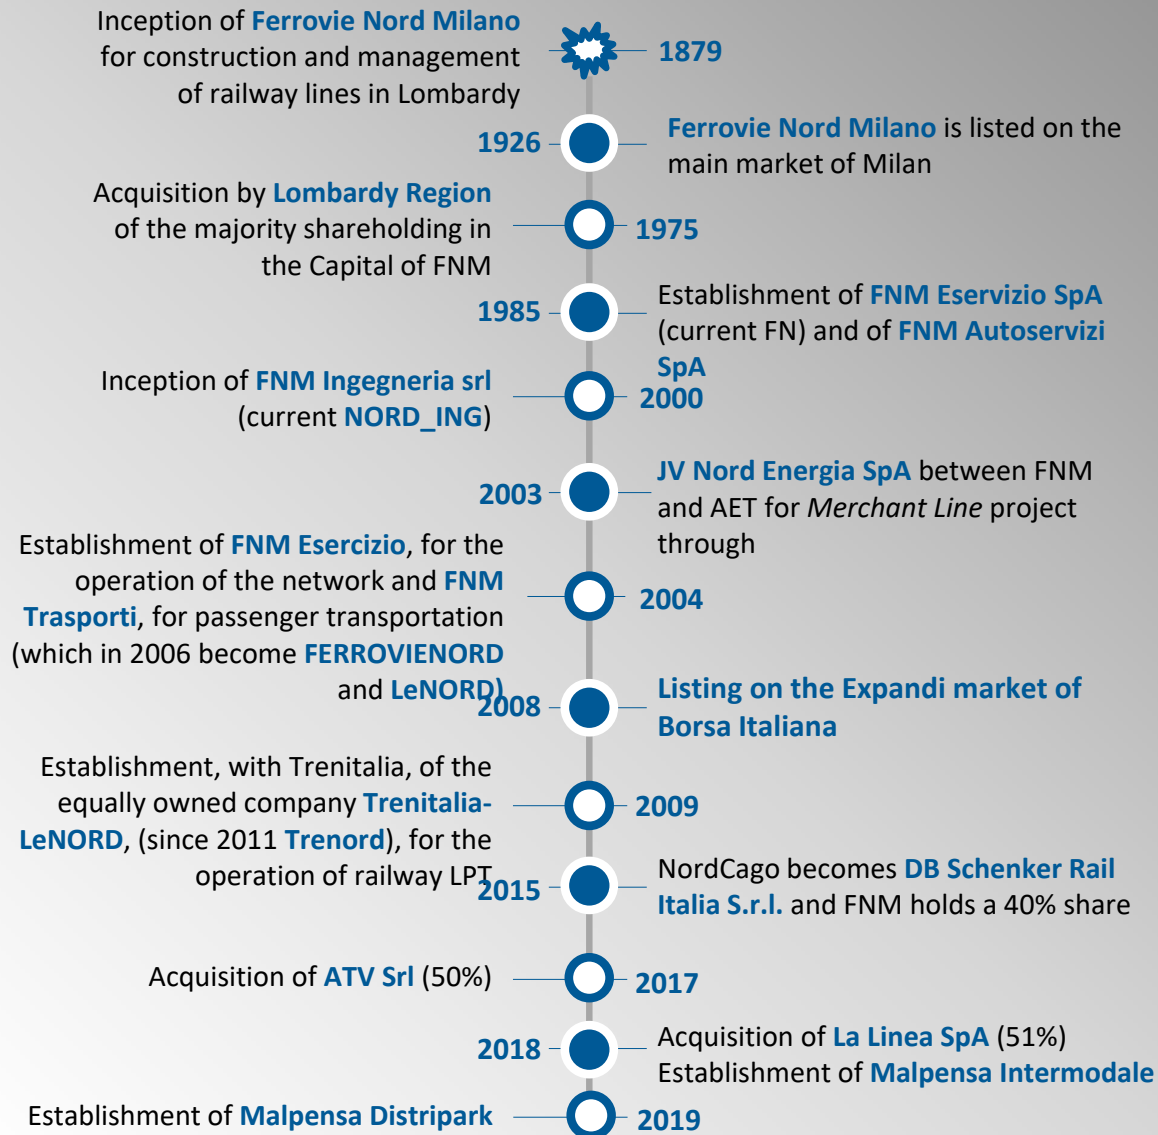 Inception of Ferrovie Nord Milano
for construction and management
of railway lines in Lombardy
1879
1926
Ferrovie Nord Milano is listed on the
main market of Milan
Acquisition by Lombardy Region
of the majority shareholding in
the Capital of FNM
1975
1985
Establishment of FNM Eservizio SpA
(current FN) and of FNM Autoservizi
SpA
Inception of FNM Ingegneria srl
(current NORD_ING)
2000
2003
JV Nord Energia SpA between FNM
and AET for Merchant Line project
through
Establishment of FNM Esercizio, for the
operation of the network and FNM
Trasporti, for passenger transportation
(which in 2006 become FERROVIENORD
and LeNORD)
2004
2008
Listing on the Expandi market of
Borsa Italiana
Establishment, with Trenitalia, of the
equally owned company Trenitalia-
LeNORD, (since 2011 Trenord), for the
operation of railway LPT
2009
2015
NordCago becomes DB Schenker Rail
Italia S.r.l. and FNM holds a 40% share
Acquisition of ATV Srl (50%)
2017
2018
Acquisition of La Linea SpA (51%)
Establishment of Malpensa Intermodale
Establishment of Malpensa Distripark
2019